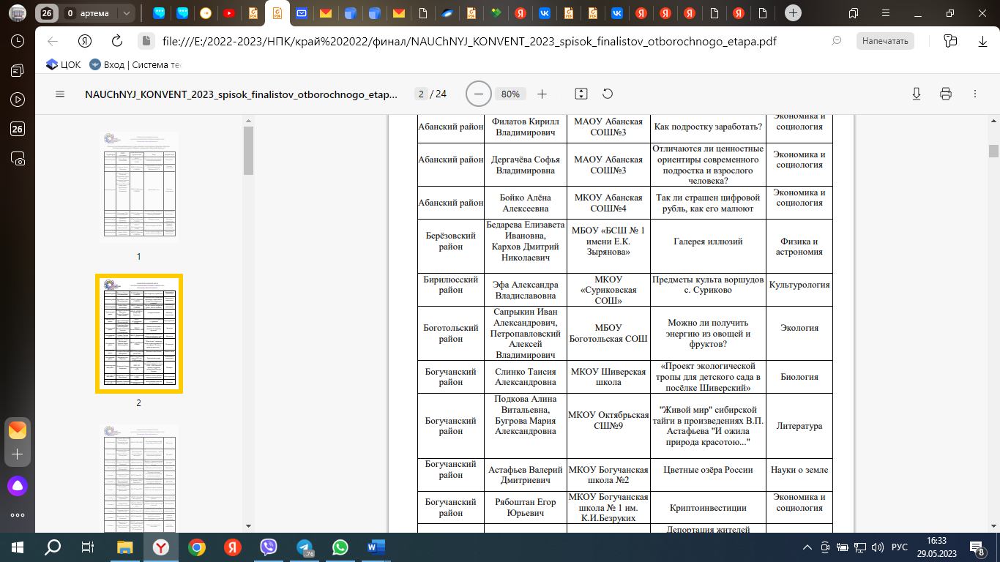 26 0 артема
file:///E:/2022-2023/НПК/край%202022/финал/NAUChNYJ_KONVENT_2023_spisok_finalistov_otborochnogo_etapa.pdf
Напечатать
ЦОК
Вход | Система тес
NAUChNYJ_KONVENT_2023_spisok_finalistov_otborochnogo_etap...
2 / 24
80%
26
1
2
Абанский район
Филатов Кирилл
Владимирович
МАОУ Абанская
СОШ№3
Как подростку заработать?
Экономика и
социология
Абанский район
Дергачёва Софья
Владимировна
МАОУ Абанская
СОШ№3
Отличаются ли ценностные
ориентиры современного
подростка и взрослого
человека?
Экономика и
социология
Абанский район
Бойко Алёна
Алексеевна
МКОУ Абанская
СОШ№4
Так ли страшен цифровой
рубль, как его малюют
Экономика и
социология
Берёзовский
район
Бедарева Елизавета
Ивановна,
Кархов Дмитрий
Николаевич
МБОУ «БСШ № 1
имени Е.К.
Зырянова»
Галерея иллюзий
Физика и
астрономия
Бирилюсский
район
Эфа Александра
Владиславовна
МКОУ
«Суриковская
СОШ»
Предметы культа воршудов
с. Суриково
Культурология
Боготольский
район
Сапрыкин Иван
Александрович,
Петропавловский
Алексей
Владимирович
МБОУ
Боготольская СОШ
Можно ли получить
энергию из овощей и
фруктов?
Экология
Богучанский
район
Слинко Таисия
Александровна
МКОУ Шиверская
школа
«Проект экологической
тропы для детского сада в
посёлке Шиверский»
Биология
Богучанский
район
Подкова Алина
Витальевна,
Бугрова Мария
Александровна
МКОУ Октябрьская
СШ№9
"Живой мир" сибирской
тайги в произведениях В.П.
Астафьева "И ожила
природа красотою..."
Литература
Богучанский
район
Астафьев Валерий
Дмитриевич
МКОУ Богучанская
школа №2
Цветные озёра России
Науки о земле
Богучанский
район
Рябоштан Егор
Юрьевич
МКОУ Богучанская
школа № 1 им.
К.И.Безруких
Криптоинвестиции
Экономика и
социология
Депортация жителей
76
РУС
16:33
29.05.2023
8